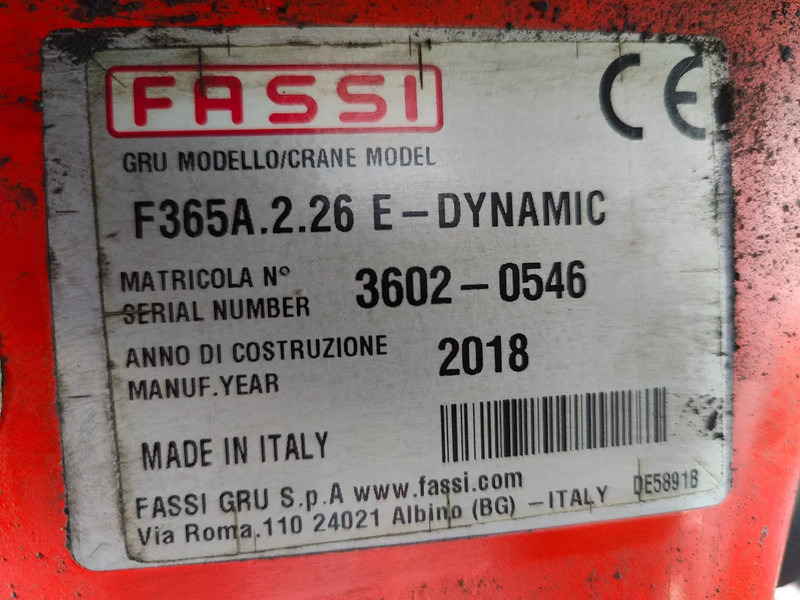 FASSI
CE
GRU MODELLO/CRANE MODEL
F365A.2.26 E-DYNAMIC
MATRICOLA N°
SERIAL NUMBER
3602-0546
ANNO DI COSTRUZIONE
MANUF.YEAR
2018
MADE IN ITALY
FASSI GRU S.p.A www.fassi.com
Via Roma.110 24021 Albino (BG) -ITALY
DE5891B